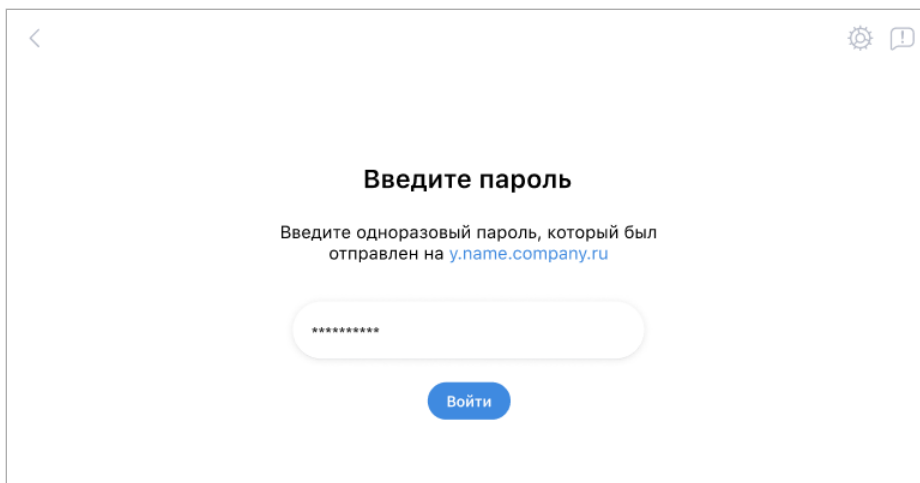 Введите пароль
Введите одноразовый пароль, который был
отправлен на y.name.company.ru
**********
Войти